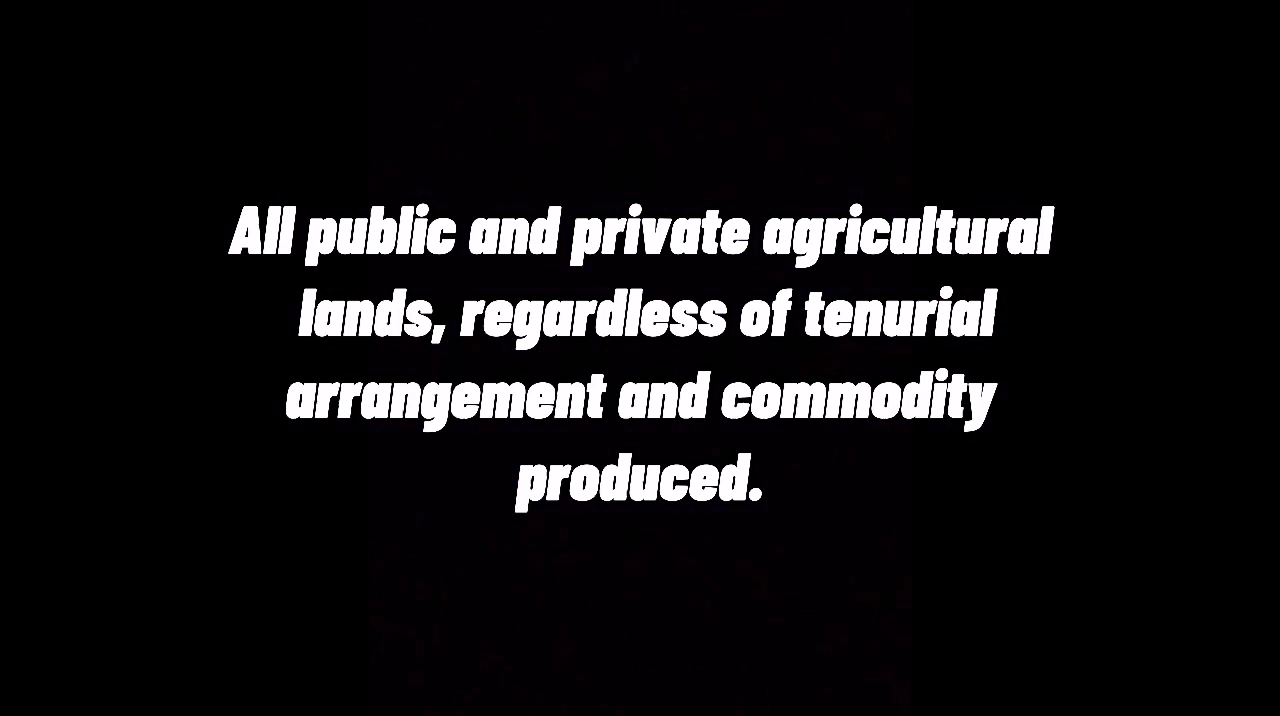 All public and private agricultural
lands, regardless of tenurial
arrangement and commodity
produced.